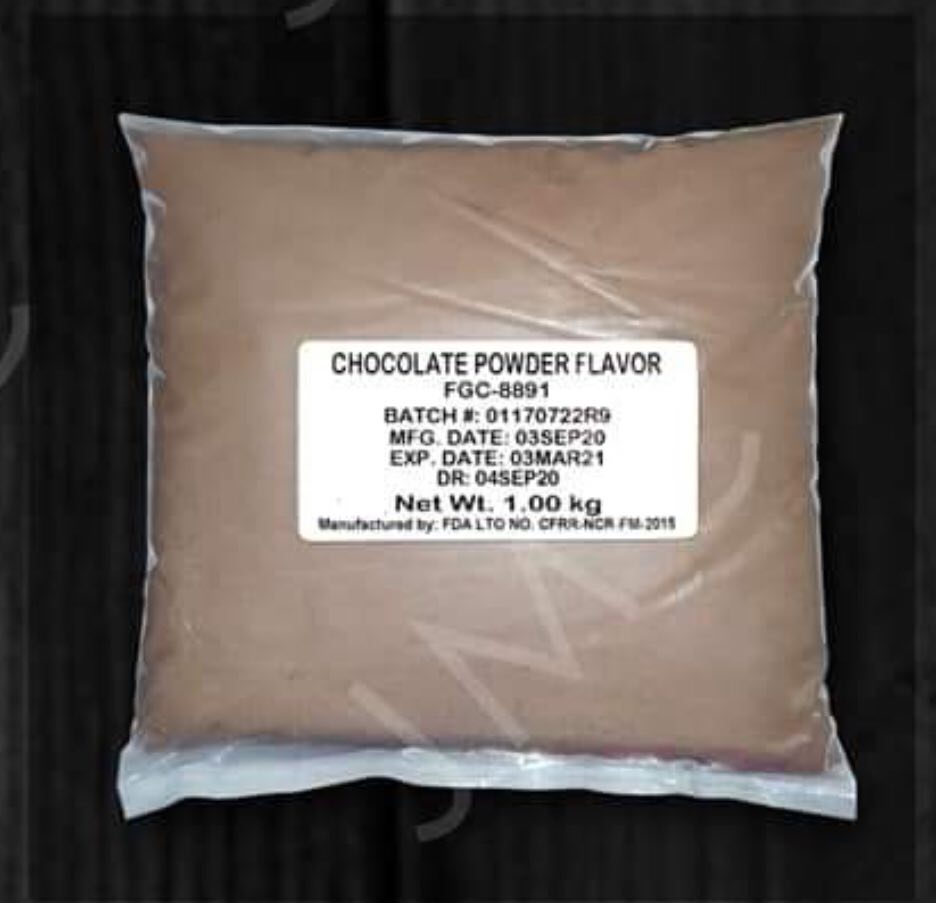 CHOCOLATE POWDER FLAVOR
FGC-8891
BATCH #: 01170722R9
MFG. DATE: 03SEP20
EXP. DATE: 03MAR21
DR: 04SEP20
Net Wt. 1.00 kg
Manufactured by: FDA LTO NO. CFRR-NCR-FM-2015
JMC